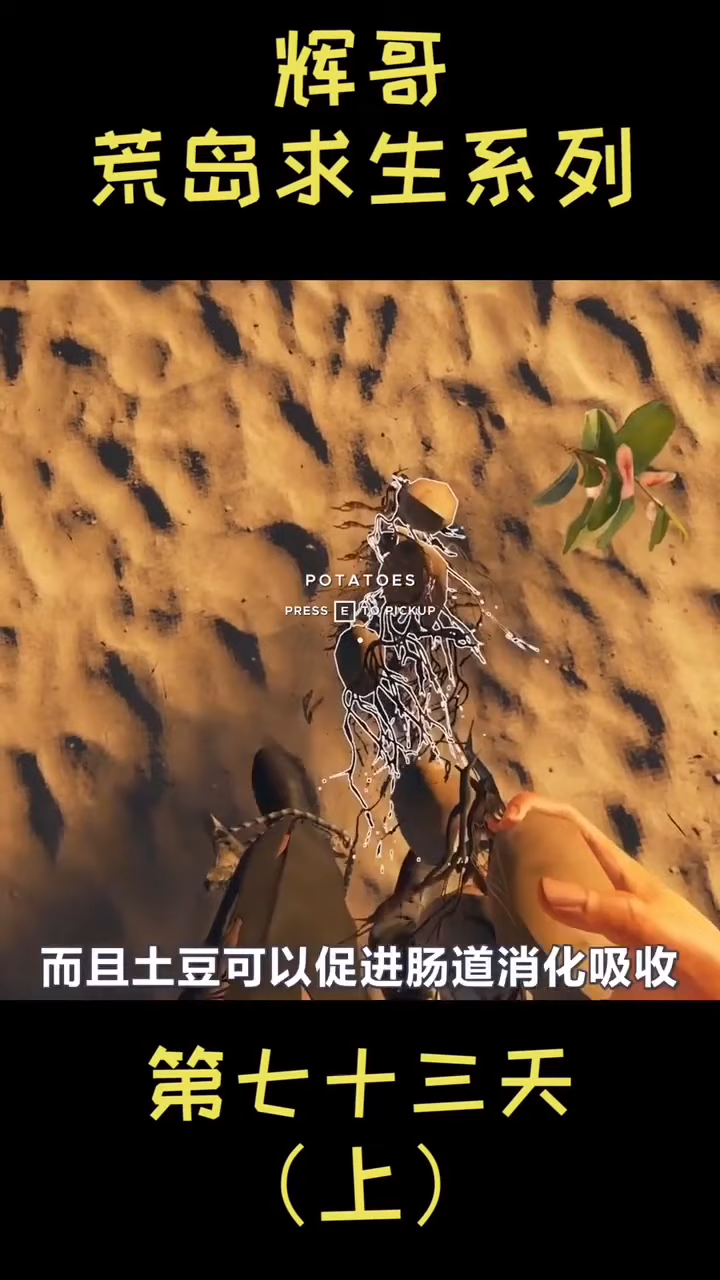 辉哥
荒岛求生系列
POTATOES
PRESS E TO PICKUP
而且土豆可以促进肠道消化吸收
第七十三天
（上）